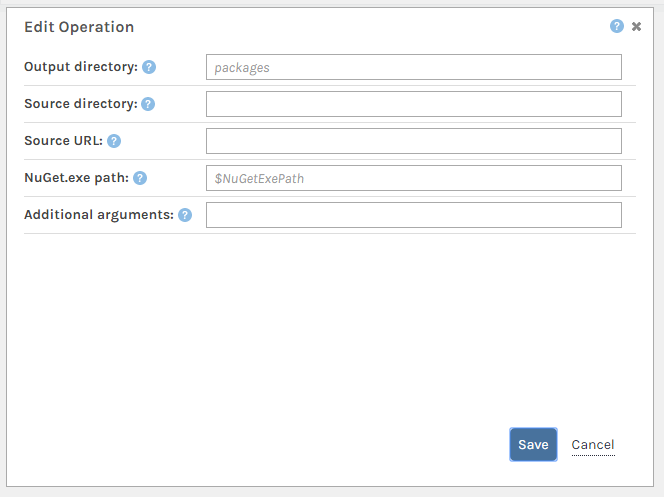 Edit Operation ? ✖
Output directory: ? packages
Source directory: ?
Source URL: ?
NuGet.exe path: ? $NuGetExePath
Additional arguments: ?
Save Cancel